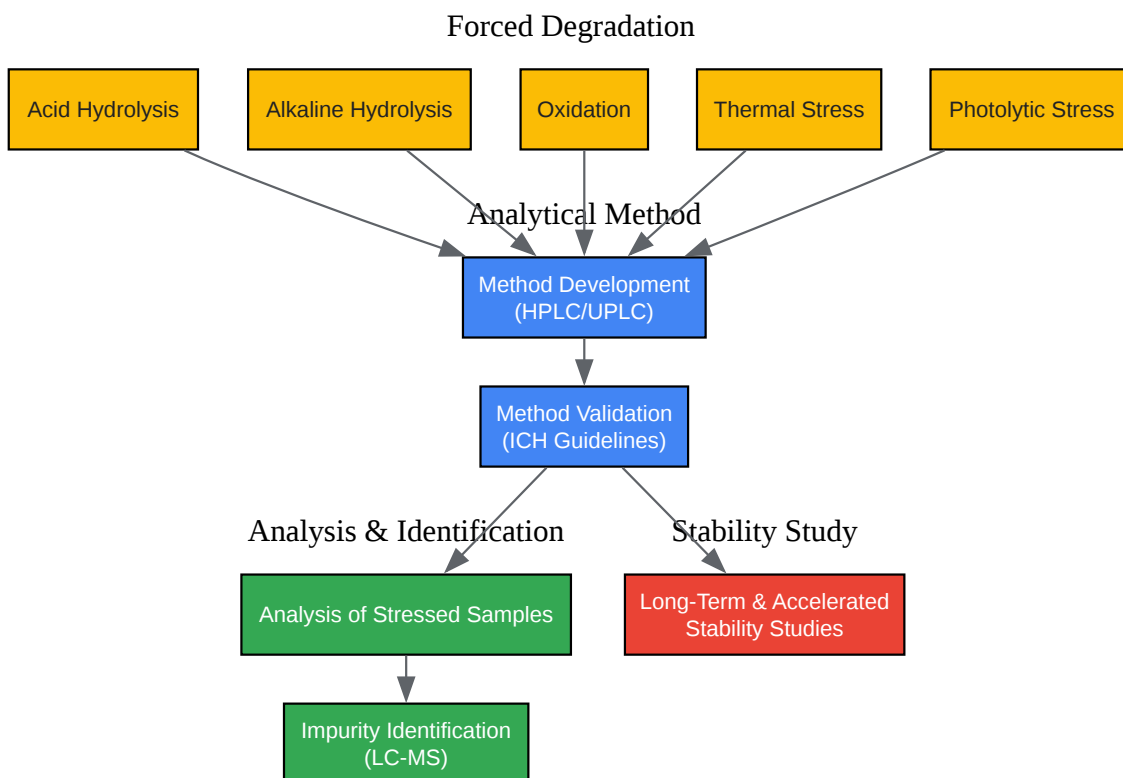 Forced Degradation
Acid Hydrolysis
Alkaline Hydrolysis
Oxidation
Thermal Stress
Photolytic Stress
Analytical Method
Method Development
(HPLC/UPLC)
Method Validation
(ICH Guidelines)
Analysis & Identification
Stability Study
Analysis of Stressed Samples
Long-Term & Accelerated
Stability Studies
Impurity Identification
(LC-MS)